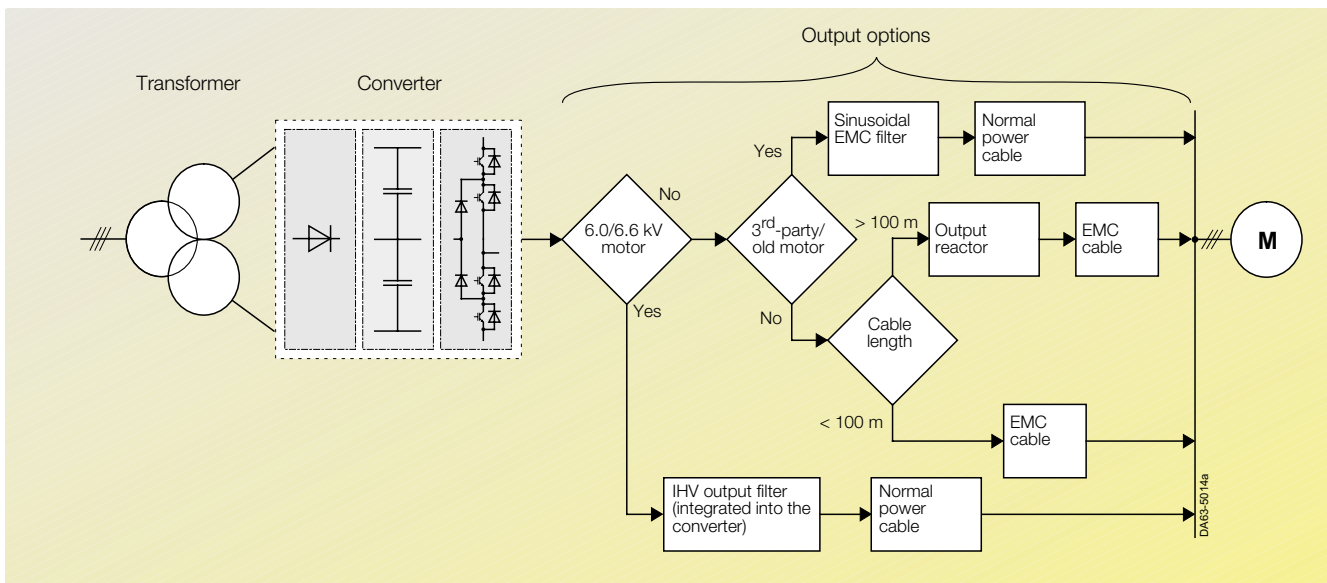 Output options
Transformer
Converter
Sinusoidal
EMC filter
Normal
power
cable
Yes
No
6.0/6.6 kV
motor
3rd-party/
old motor
> 100 m
Output
reactor
EMC
cable
M
Yes
No
Cable
length
< 100 m
EMC
cable
IHV output filter
(integrated into the
converter)
Normal
power
cable
DA63-5014a